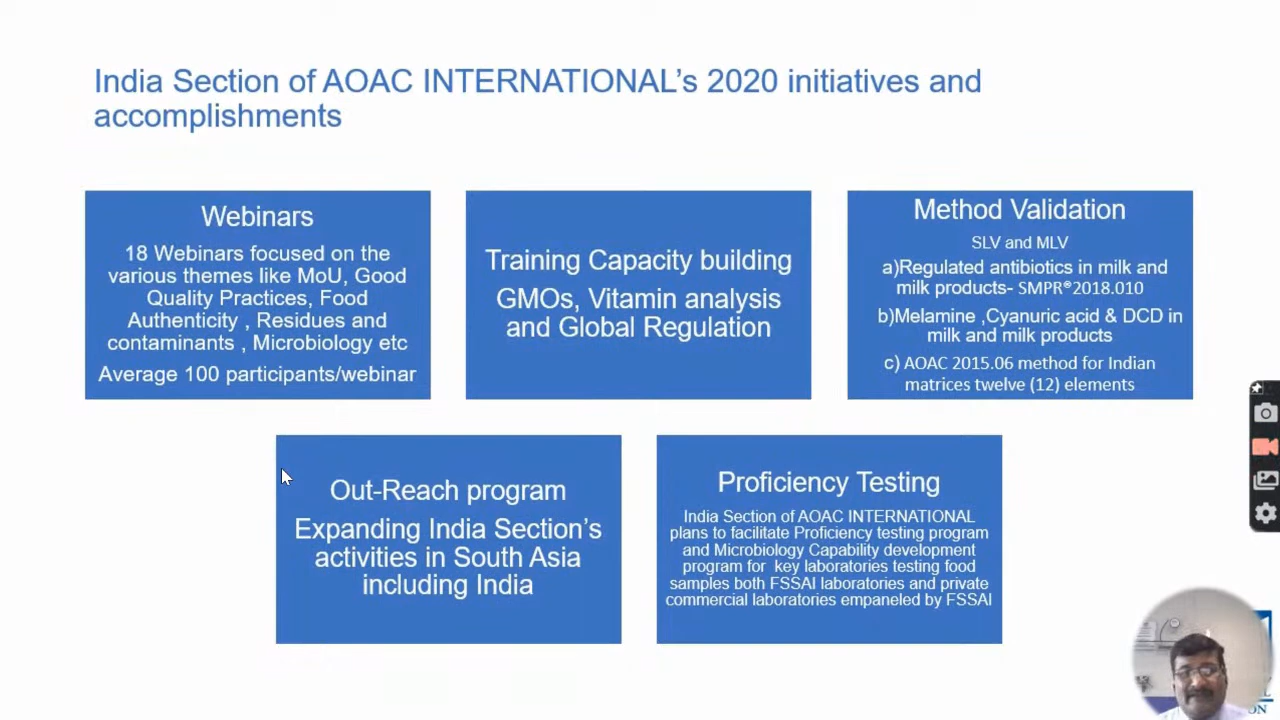 India Section of AOAC INTERNATIONAL’s 2020 initiatives and
accomplishments
Webinars
18 Webinars focused on the
various themes like MoU, Good
Quality Practices, Food
Authenticity , Residues and
contaminants , Microbiology etc
Average 100 participants/webinar
Training Capacity building
GMOs, Vitamin analysis
and Global Regulation
Method Validation
SLV and MLV
a)Regulated antibiotics in milk and
milk products- SMPR®2018.010
b)Melamine ,Cyanuric acid & DCD in
milk and milk products
c) AOAC 2015.06 method for Indian
matrices twelve (12) elements
Out-Reach program
Expanding India Section’s
activities in South Asia
including India
Proficiency Testing
India Section of AOAC INTERNATIONAL
plans to facilitate Proficiency testing program
and Microbiology Capability development
program for key laboratories testing food
samples both FSSAI laboratories and private
commercial laboratories empaneled by FSSAI